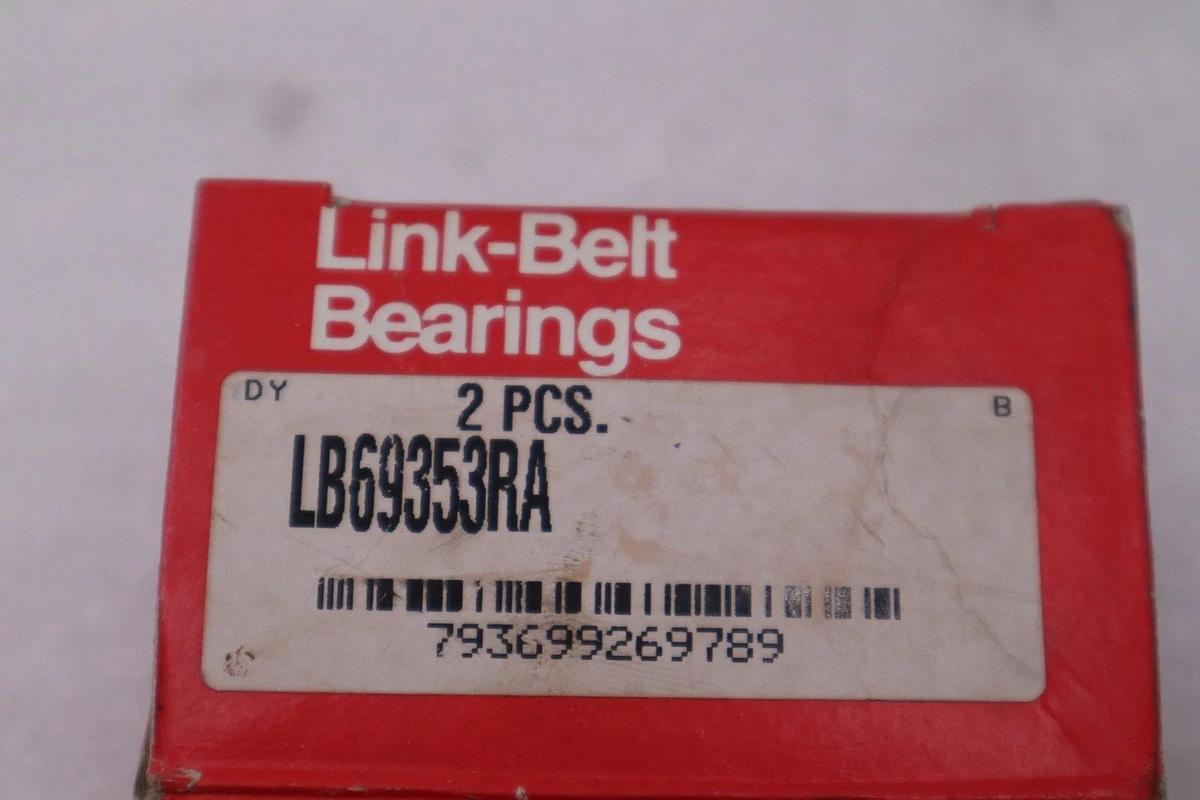 Link-Belt
Bearings
DY
2 PCS.
B
LB69353RA
793699269789